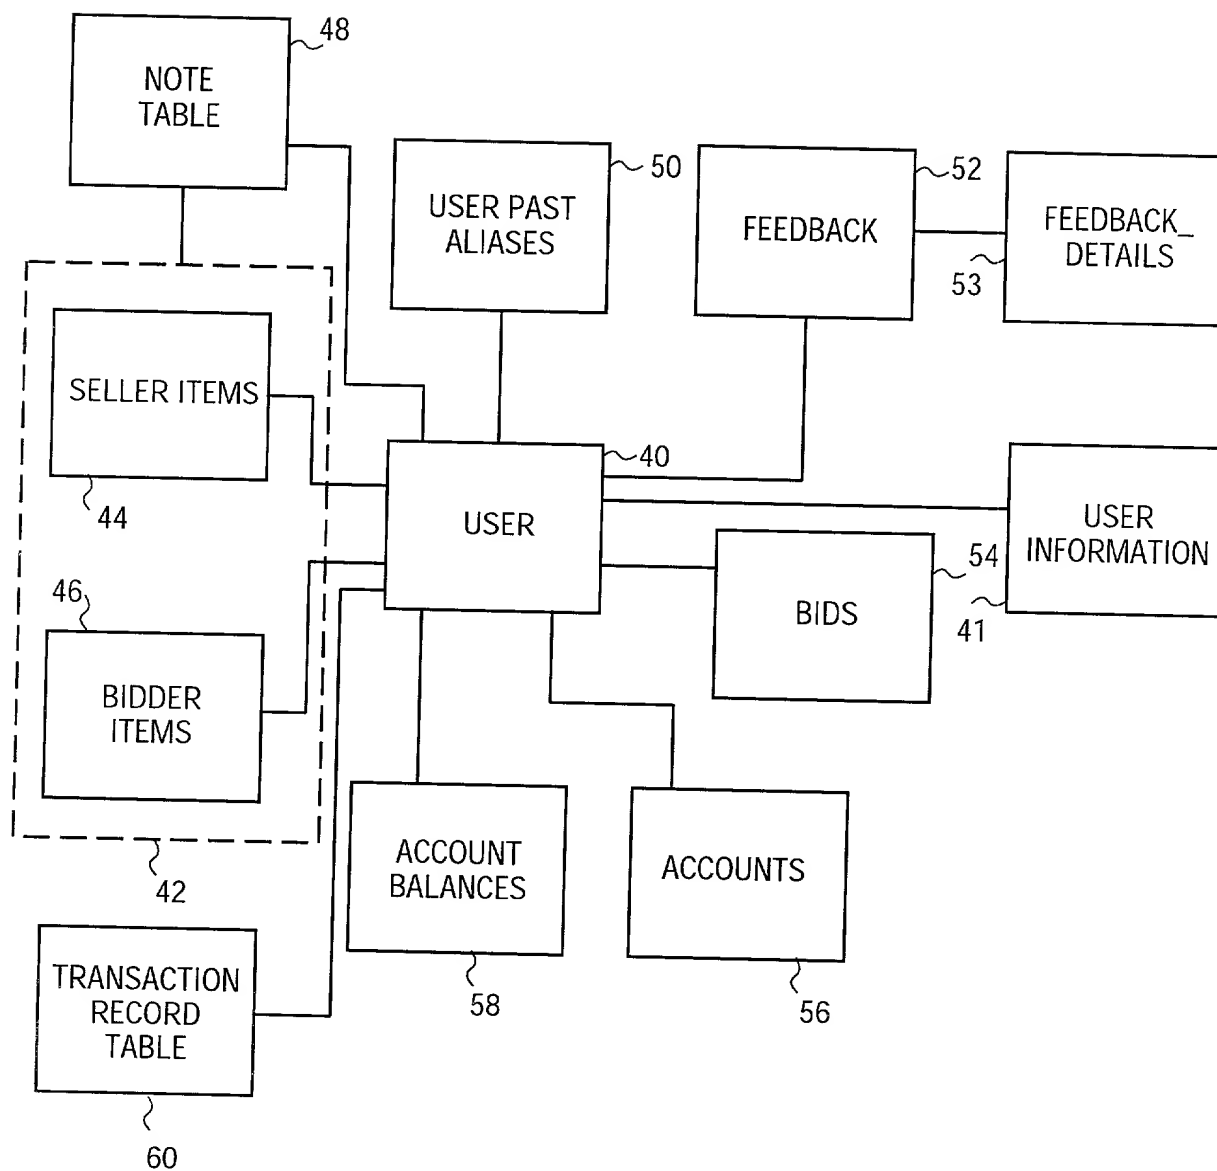 48
NOTE
TABLE
50
USER PAST
ALIASES
52
FEEDBACK
FEEDBACK_
DETAILS
53
SELLER ITEMS
44
40
USER
USER
INFORMATION
41
54
BIDS
46
BIDDER
ITEMS
42
ACCOUNT
BALANCES
58
ACCOUNTS
56
TRANSACTION
RECORD
TABLE
60